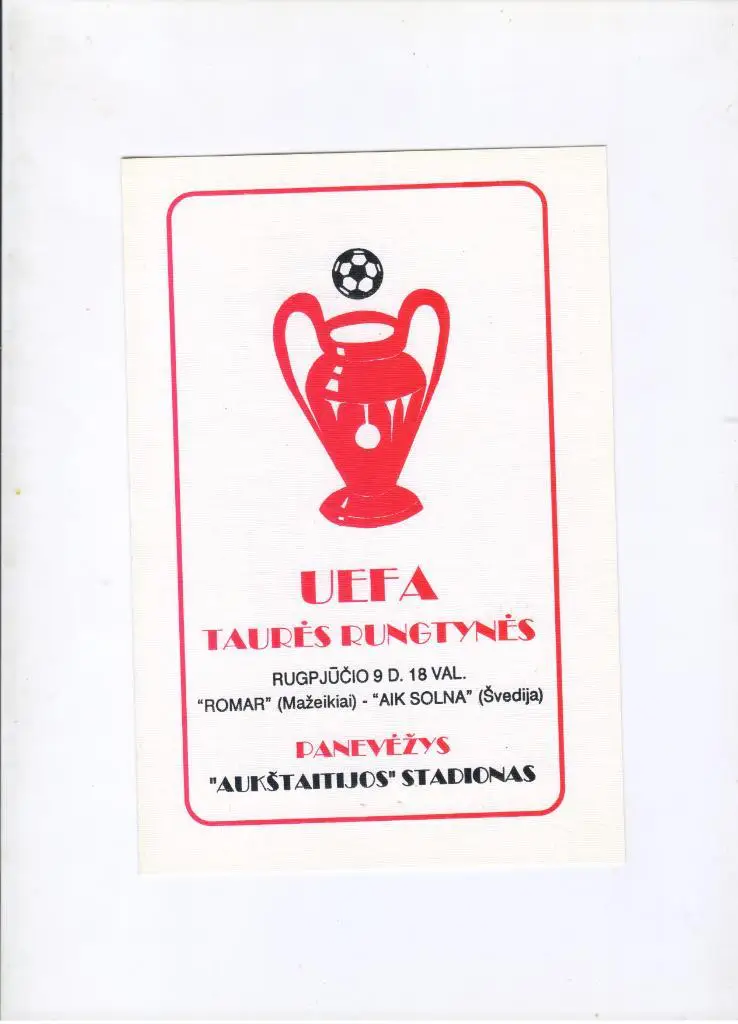 UEFA
TAURĖS RUNGTYNĖS
RUGPJŪČIO 9 D. 18 VAL.
“ROMAR” (Mažeikiai) - “AIK SOLNA” (Švedija)
PANEVĖŽYS
"AUKŠTAITIJOS" STADIONAS